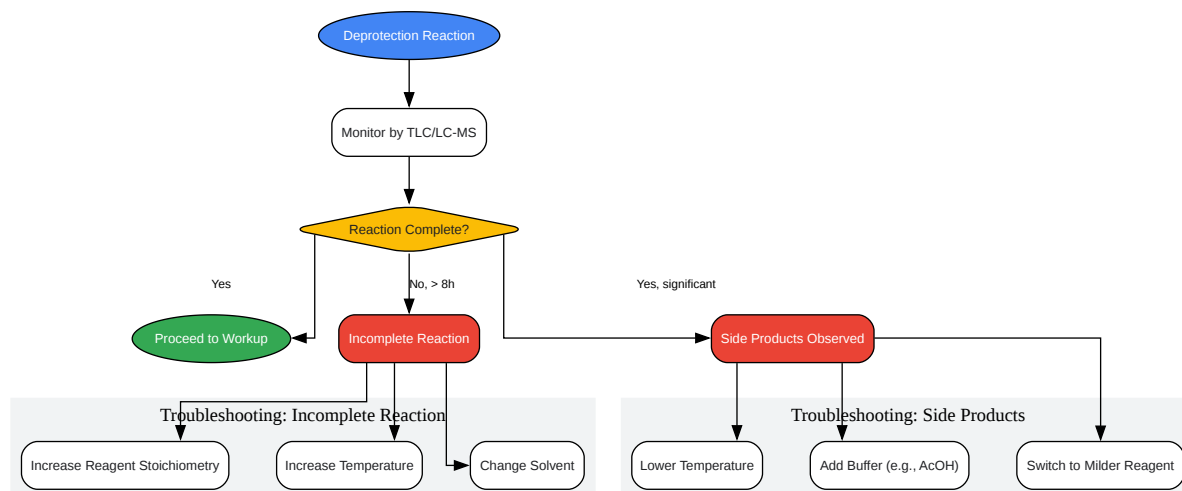 Deprotection Reaction
Monitor by TLC/LC-MS
Reaction Complete?
Yes
No, > 8h
Yes, significant
Proceed to Workup
Incomplete Reaction
Side Products Observed
Troubleshooting: Incomplete Reaction
Troubleshooting: Side Products
Increase Reagent Stoichiometry
Increase Temperature
Change Solvent
Lower Temperature
Add Buffer (e.g., AcOH)
Switch to Milder Reagent